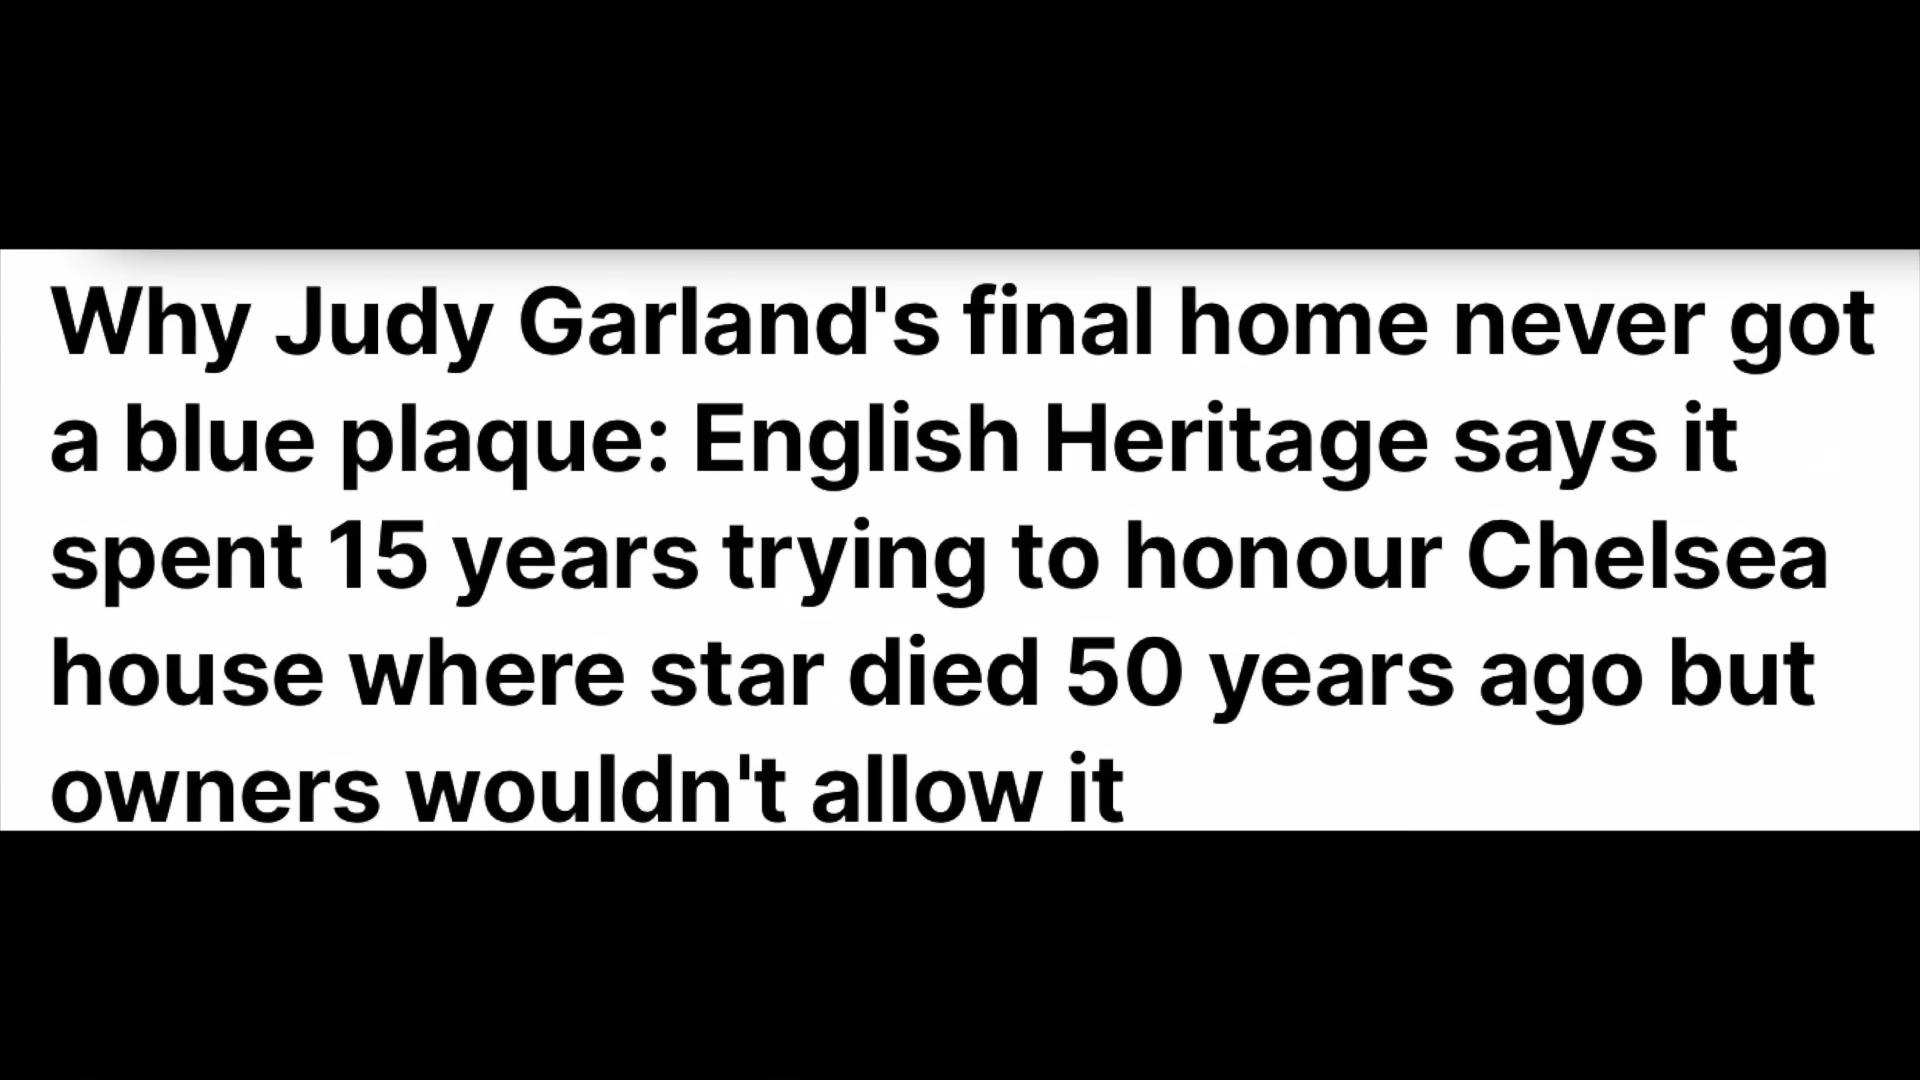 Why Judy Garland's final home never got
a blue plaque: English Heritage says it
spent 15 years trying to honour Chelsea
house where star died 50 years ago but
owners wouldn't allow it